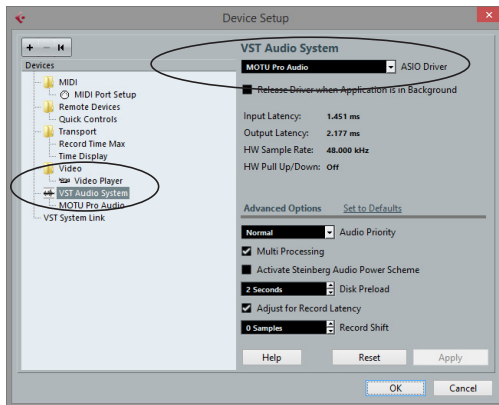 Device Setup
Devices
MIDI
MIDI Port Setup
Remote Devices
Quick Controls
Transport
Record Time Max
Time Display
Video
Video Player
VST Audio System
MOTU Pro Audio
VST System Link
VST Audio System
MOTU Pro Audio ASIO Driver
Release Driver when Application is in Background
Input Latency: 1.451 ms
Output Latency: 2.177 ms
HW Sample Rate: 48.000 kHz
HW Pull Up/Down: Off
Advanced Options Set to Defaults
Normal Audio Priority
Multi Processing
Activate Steinberg Audio Power Scheme
2 Seconds Disk Preload
Adjust for Record Latency
0 Samples Record Shift
Help Reset Apply
OK Cancel